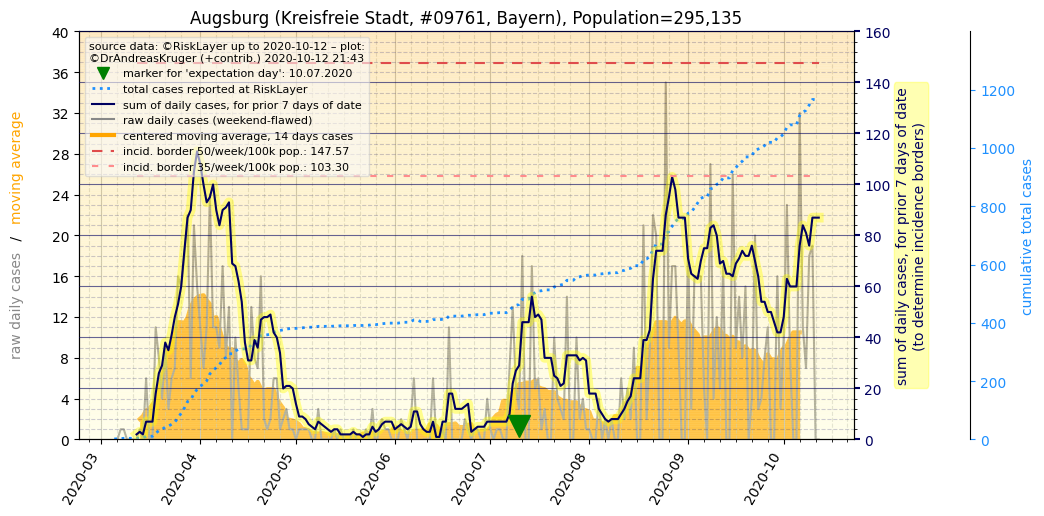 Augsburg (Kreisfreie Stadt, #09761, Bayern), Population=295,135
source data: ©RiskLayer up to 2020-10-12 – plot:
©DrAndreasKruger (+contrib.) 2020-10-12 21:43
marker for 'expectation day': 10.07.2020
total cases reported at RiskLayer
sum of daily cases, for prior 7 days of date
raw daily cases (weekend-flawed)
centered moving average, 14 days cases
incid. border 50/week/100k pop.: 147.57
incid. border 35/week/100k pop.: 103.30
raw daily cases / moving average
0
4
8
12
16
20
24
28
32
36
40
2020-03
2020-04
2020-05
2020-06
2020-07
2020-08
2020-09
2020-10
0
20
40
60
80
100
120
140
160
sum of daily cases, for prior 7 days of date
(to determine incidence borders)
0
200
400
600
800
1000
1200
cumulative total cases